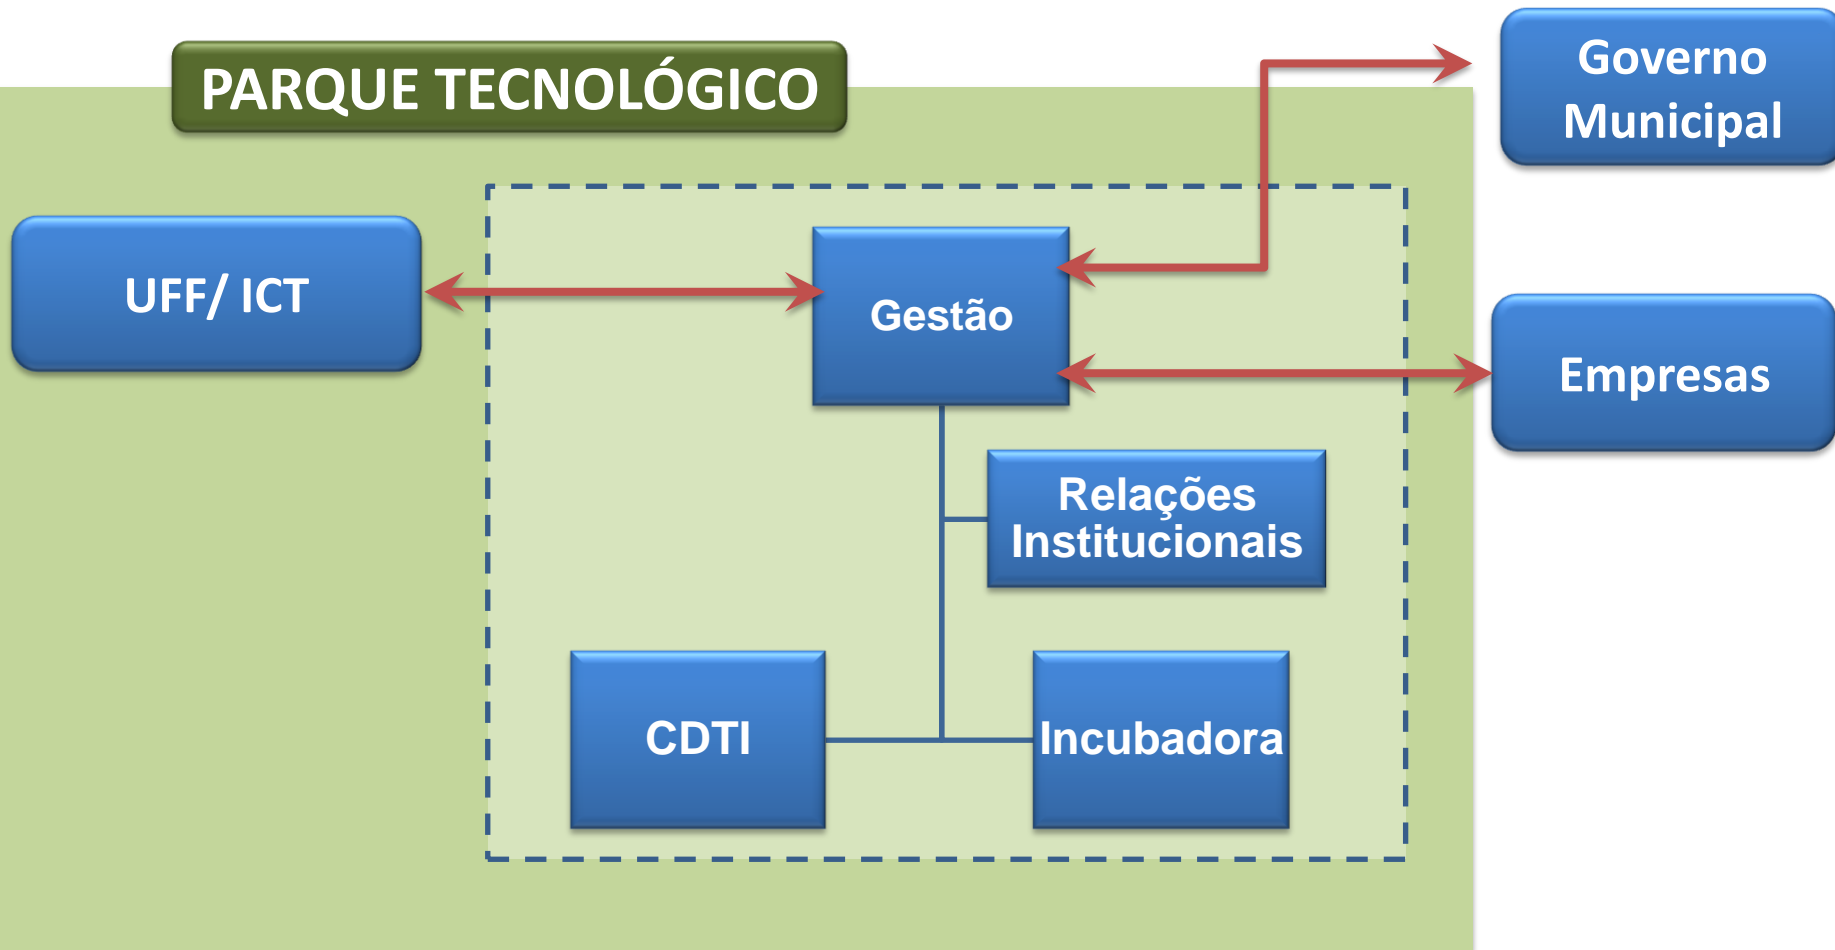 PARQUE TECNOLÓGICO
Governo
Municipal
UFF/ ICT
Gestão
Empresas
Relações
Institucionais
CDTI
Incubadora